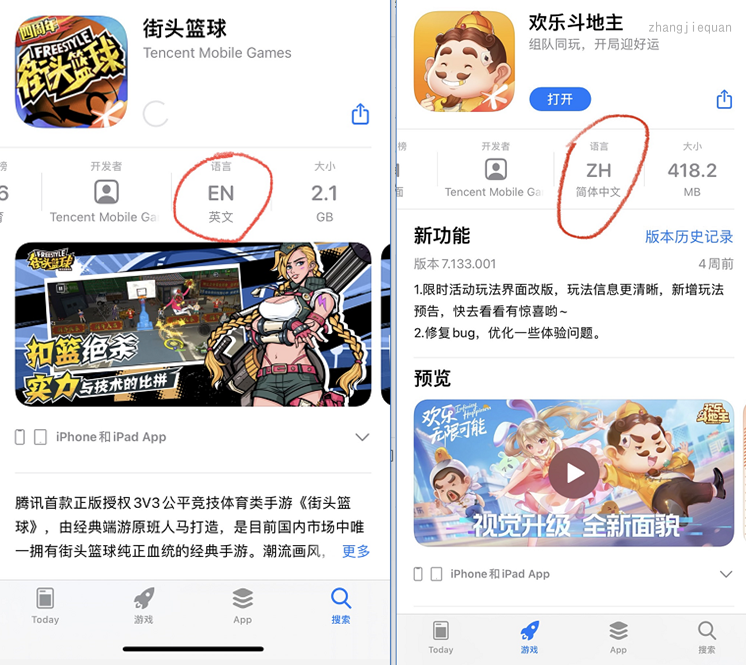 四周年
FREESTYLE
街头篮球
街头篮球
Tencent Mobile Games
榜
开发者
语言
大小
6
EN
2.1
育
Tencent Mobile Ga
英文
GB
FREESTYLE
街头篮球
扣篮绝杀
实力与技术的比拼
iPhone和iPad App
腾讯首款正版授权3V3公平竞技体育类手游《街头篮
球》，由经典端游原班人马打造，是目前国内市场中唯
一拥有街头篮球纯正血统的经典手游。潮流画风，
更多
Today
游戏
App
搜索
欢乐斗地主
zhangjiequan
组队同玩，开局迎好运
打开
榜
开发者
语言
大小
ZH
418.2
面
Tencent Mobile Ga
简体中文
MB
新功能
版本历史记录
版本 7.133.001
4周前
1.限时活动玩法界面改版，玩法信息更清晰，新增玩法
预告，快去看看有惊喜哟~
2.修复bug，优化一些体验问题。
预览
欢乐
无限可能
欢乐
斗地主
视觉升级 全新面貌
iPhone和iPad App
Today
游戏
App
搜索